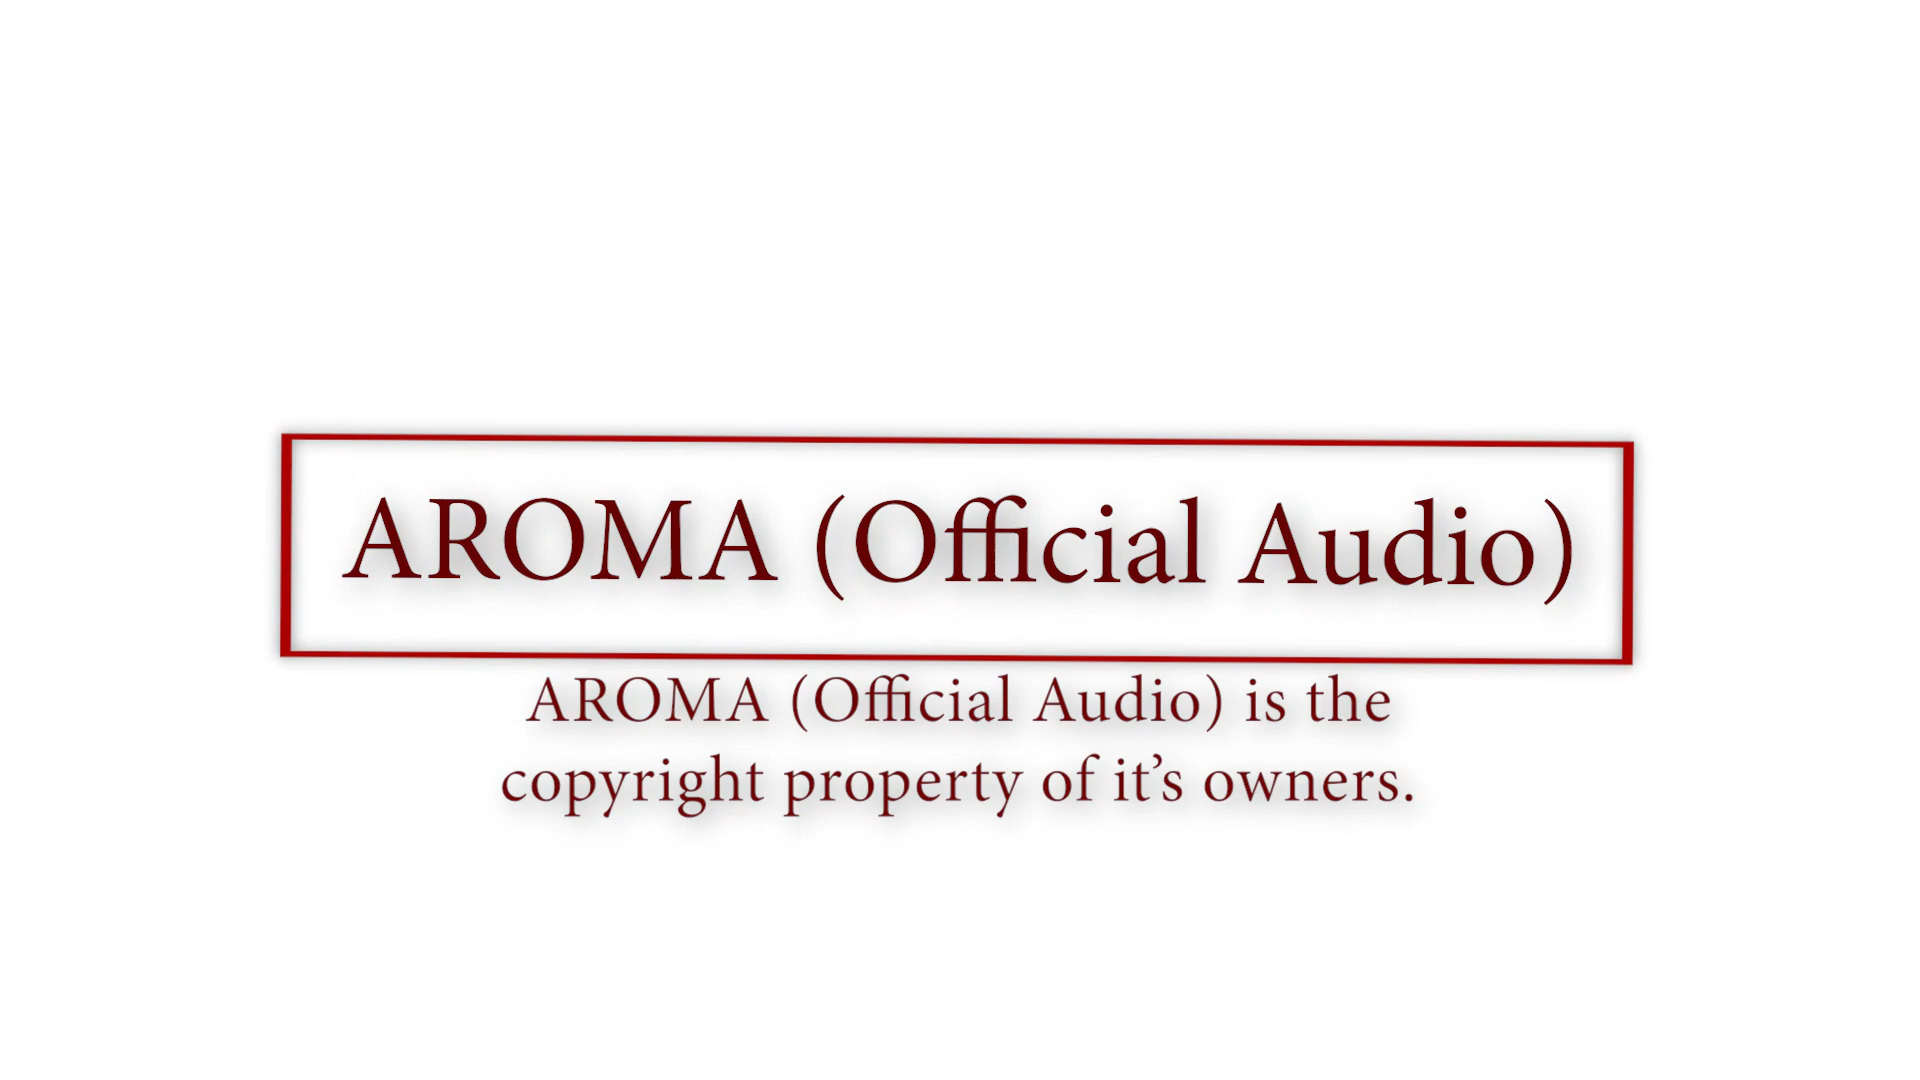 AROMA (Official Audio)
AROMA (Official Audio) is the
copyright property of it’s owners.